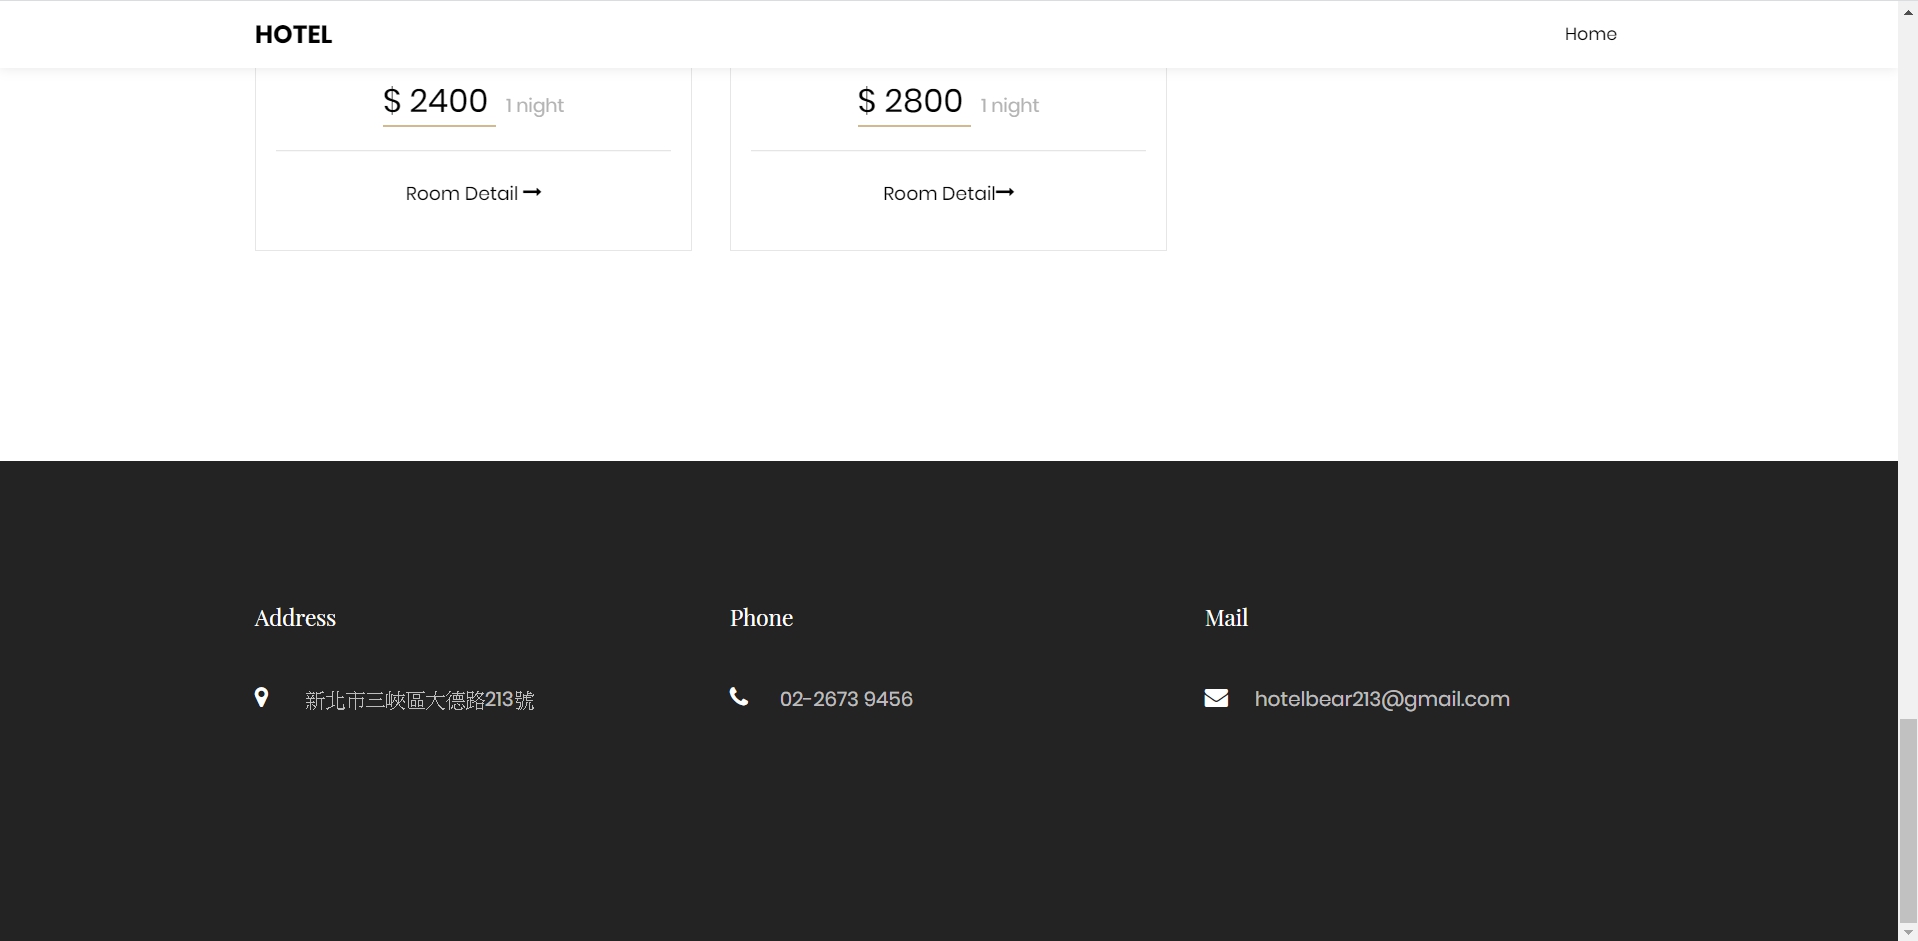 HOTEL
Home
$ 2400 1 night
$ 2800 1 night
Room Detail
Room Detail
Address
Phone
Mail
新北市三峽區大德路213號
02-2673 9456
hotelbear213@gmail.com